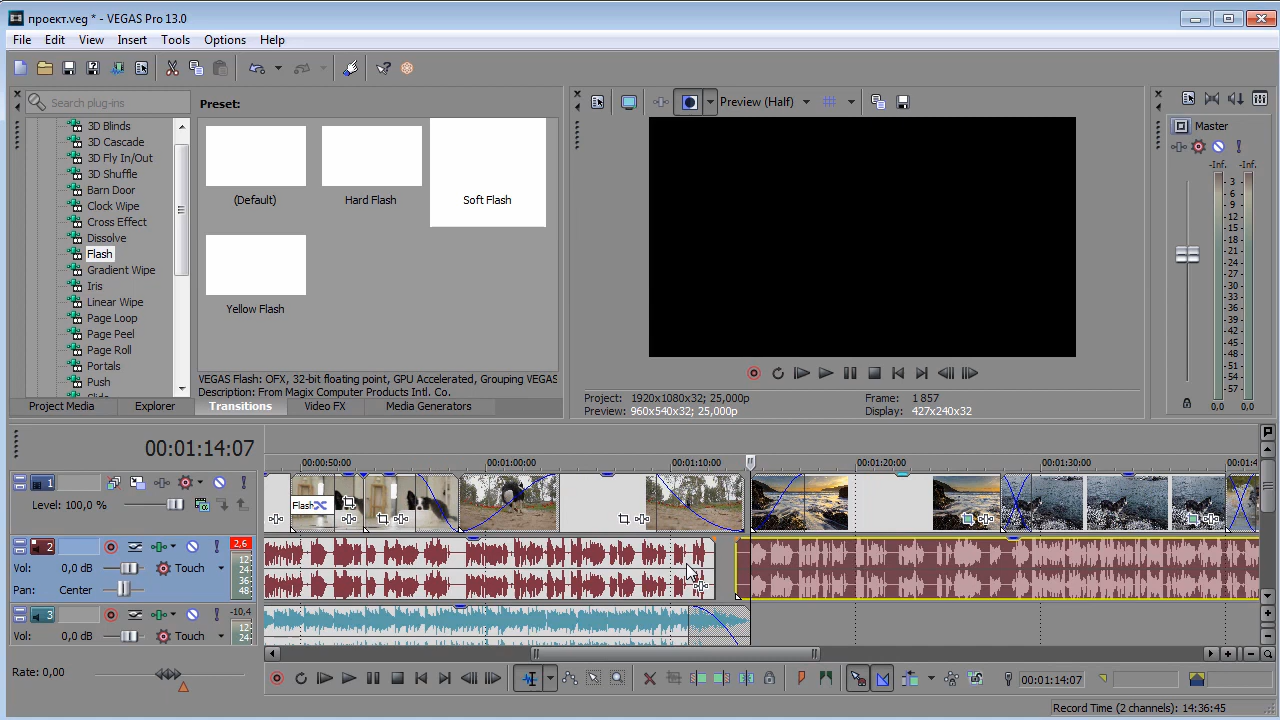 проект.veg * - VEGAS Pro 13.0
File Edit View Insert Tools Options Help
Search plug-ins
3D Blinds
3D Cascade
3D Fly In/Out
3D Shuffle
Barn Door
Clock Wipe
Cross Effect
Dissolve
Flash
Gradient Wipe
Iris
Linear Wipe
Page Loop
Page Peel
Page Roll
Portals
Push
Preset:
(Default)
Hard Flash
Soft Flash
Yellow Flash
VEGAS Flash: OFX, 32-bit floating point, GPU Accelerated, Grouping VEGAS
Description: From Magix Computer Products Intl. Co.
Project Media Explorer Transitions Video FX Media Generators
Preview (Half)
Project: 1920x1080x32; 25,000p
Preview: 960x540x32; 25,000p
Frame: 1 857
Display: 427x240x32
Master
-Inf. -Inf.
3
6
9
12
15
18
21
24
27
30
33
36
39
42
45
48
51
54
57
0,0 0,0
00:01:14:07
00:00:50:00 00:01:00:00 00:01:10:00 00:01:20:00 00:01:30:00 00:01:4
1
Level: 100,0 %
Flash
2
2,6
Vol: 0,0 dB Touch
Pan: Center
12
24
36
48
3
-10,4
Vol: 0,0 dB Touch
12
24
Rate: 0,00
00:01:14:07
Record Time (2 channels): 14:36:45